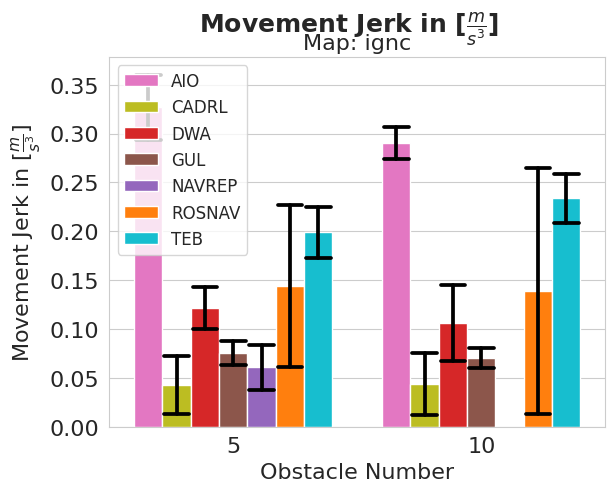 Movement Jerk in [m/s³]
Map: ignc
Movement Jerk in [m/s³]
0.35
0.30
0.25
0.20
0.15
0.10
0.05
0.00
AIO
CADRL
DWA
GUL
NAVREP
ROSNAV
TEB
5 10
Obstacle Number